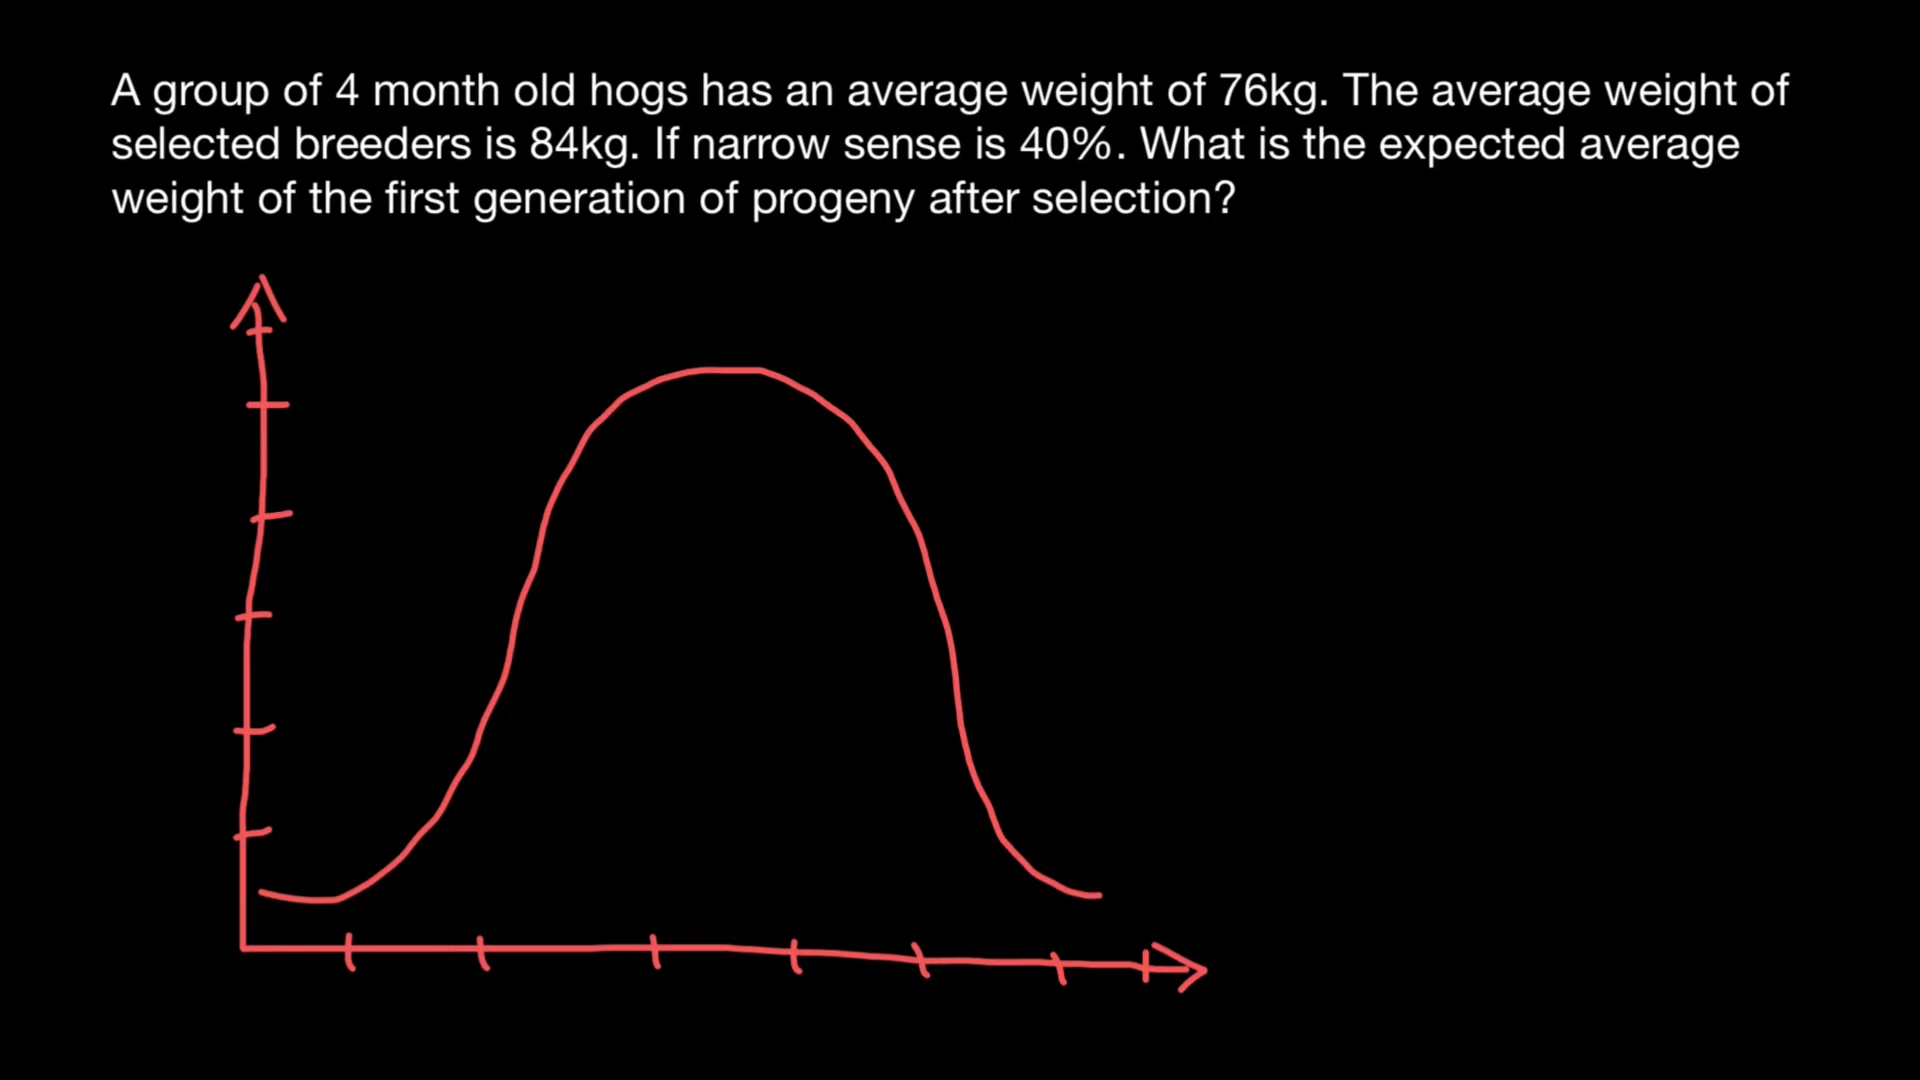 A group of 4 month old hogs has an average weight of 76kg. The average weight of
selected breeders is 84kg. If narrow sense is 40%. What is the expected average
weight of the first generation of progeny after selection?